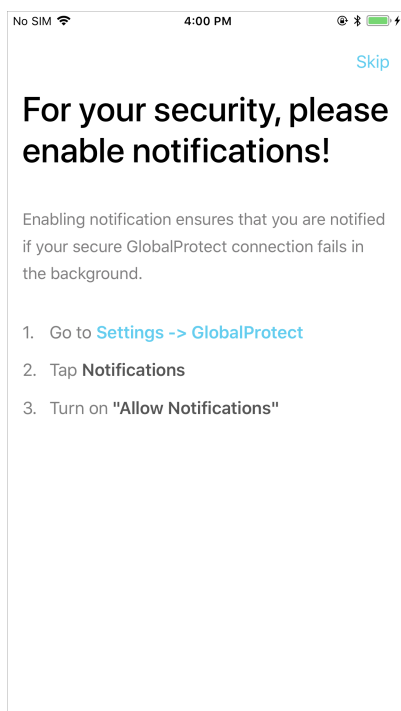 No SIM 4:00 PM
Skip
For your security, please
enable notifications!
Enabling notification ensures that you are notified
if your secure GlobalProtect connection fails in
the background.
1. Go to Settings -> GlobalProtect
2. Tap Notifications
3. Turn on "Allow Notifications"